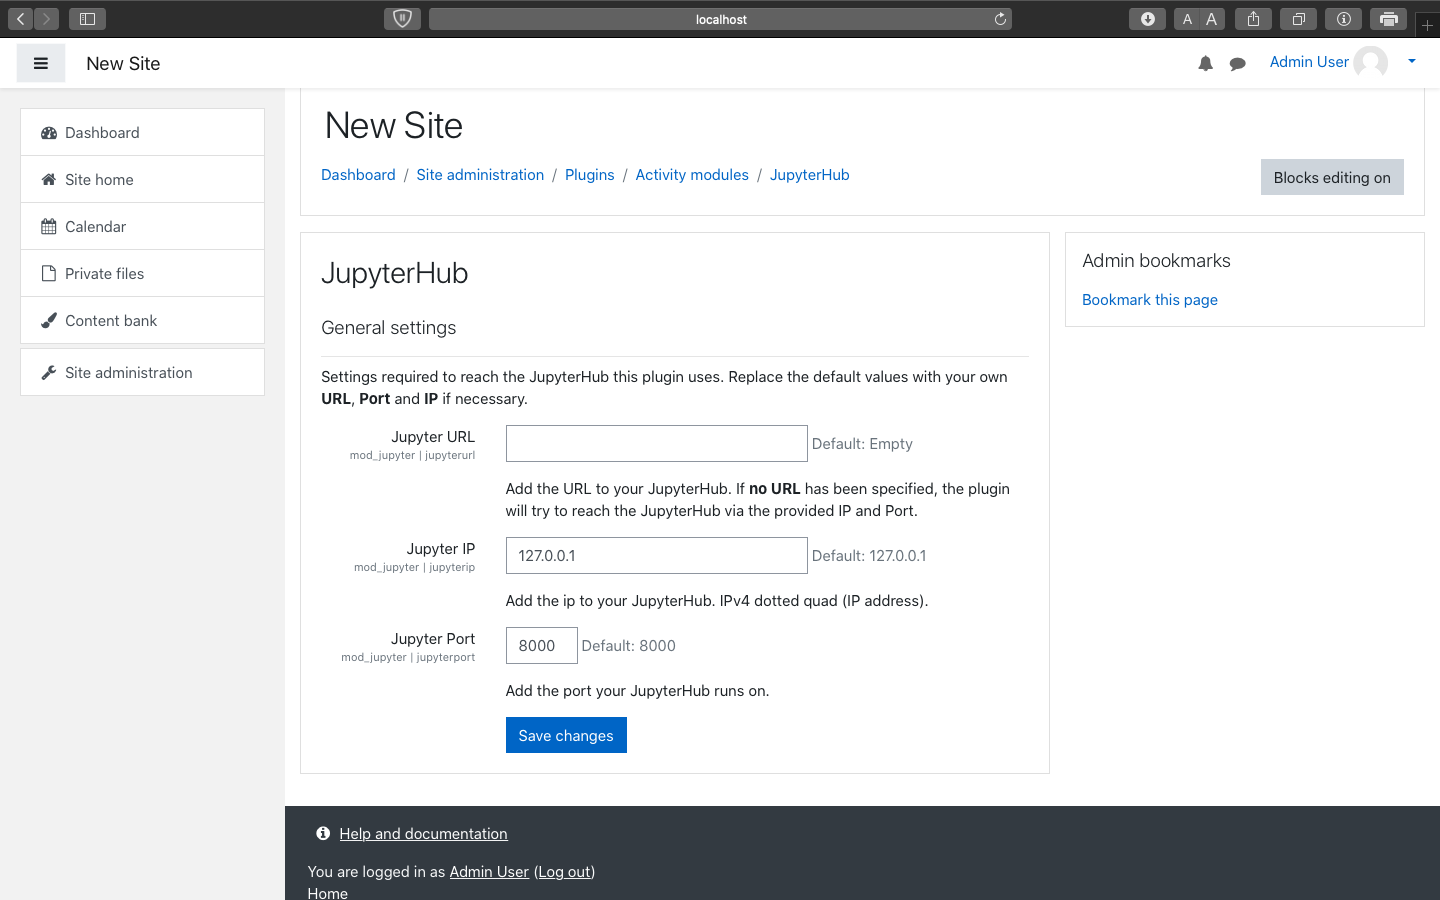 localhost
A A
New Site
Admin User
Dashboard
Site home
Calendar
Private files
Content bank
Site administration
New Site
Dashboard / Site administration / Plugins / Activity modules / JupyterHub
Blocks editing on
JupyterHub
General settings
Settings required to reach the JupyterHub this plugin uses. Replace the default values with your own
URL, Port and IP if necessary.
Jupyter URL
mod_jupyter | jupyterurl
Default: Empty
Add the URL to your JupyterHub. If no URL has been specified, the plugin
will try to reach the JupyterHub via the provided IP and Port.
Jupyter IP
mod_jupyter | jupyterip
127.0.0.1
Default: 127.0.0.1
Add the ip to your JupyterHub. IPv4 dotted quad (IP address).
Jupyter Port
mod_jupyter | jupyterport
8000
Default: 8000
Add the port your JupyterHub runs on.
Save changes
Admin bookmarks
Bookmark this page
Help and documentation
You are logged in as Admin User (Log out)
Home